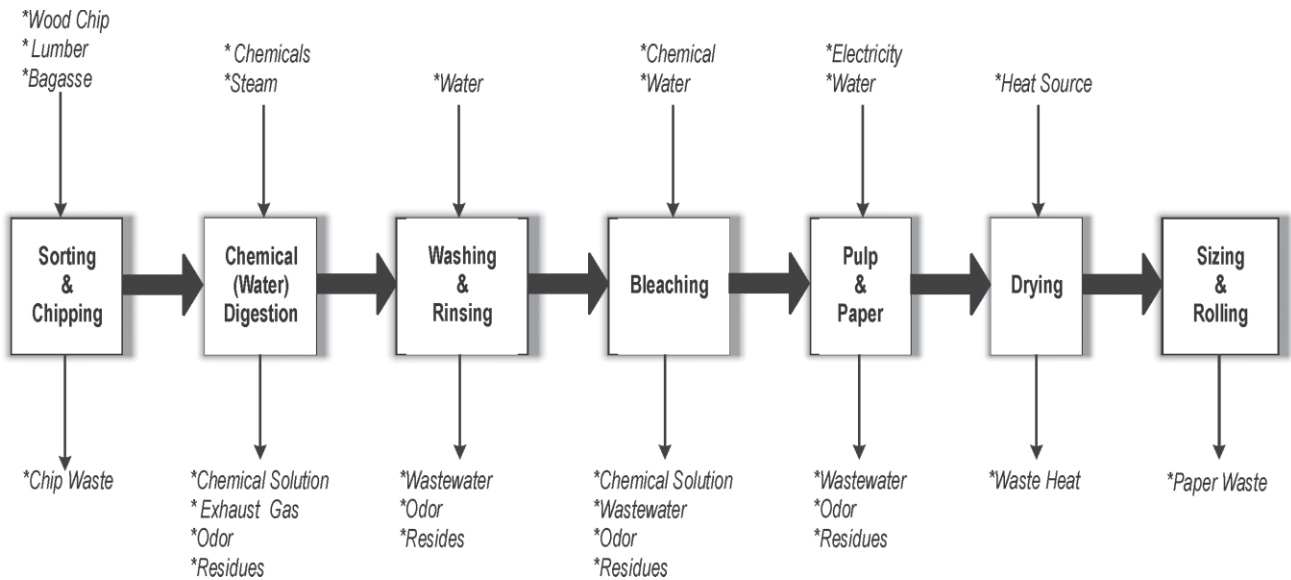 *Wood Chip
* Lumber
*Bagasse
* Chemicals
*Steam
*Water
*Chemical
*Water
*Electricity
*Water
*Heat Source
Sorting
&
Chipping
Chemical
(Water)
Digestion
Washing
&
Rinsing
Bleaching
Pulp
&
Paper
Drying
Sizing
&
Rolling
*Chip Waste
*Chemical Solution
* Exhaust Gas
*Odor
*Residues
*Wastewater
*Odor
*Resides
*Chemical Solution
*Wastewater
*Odor
*Residues
*Wastewater
*Odor
*Residues
*Waste Heat
*Paper Waste